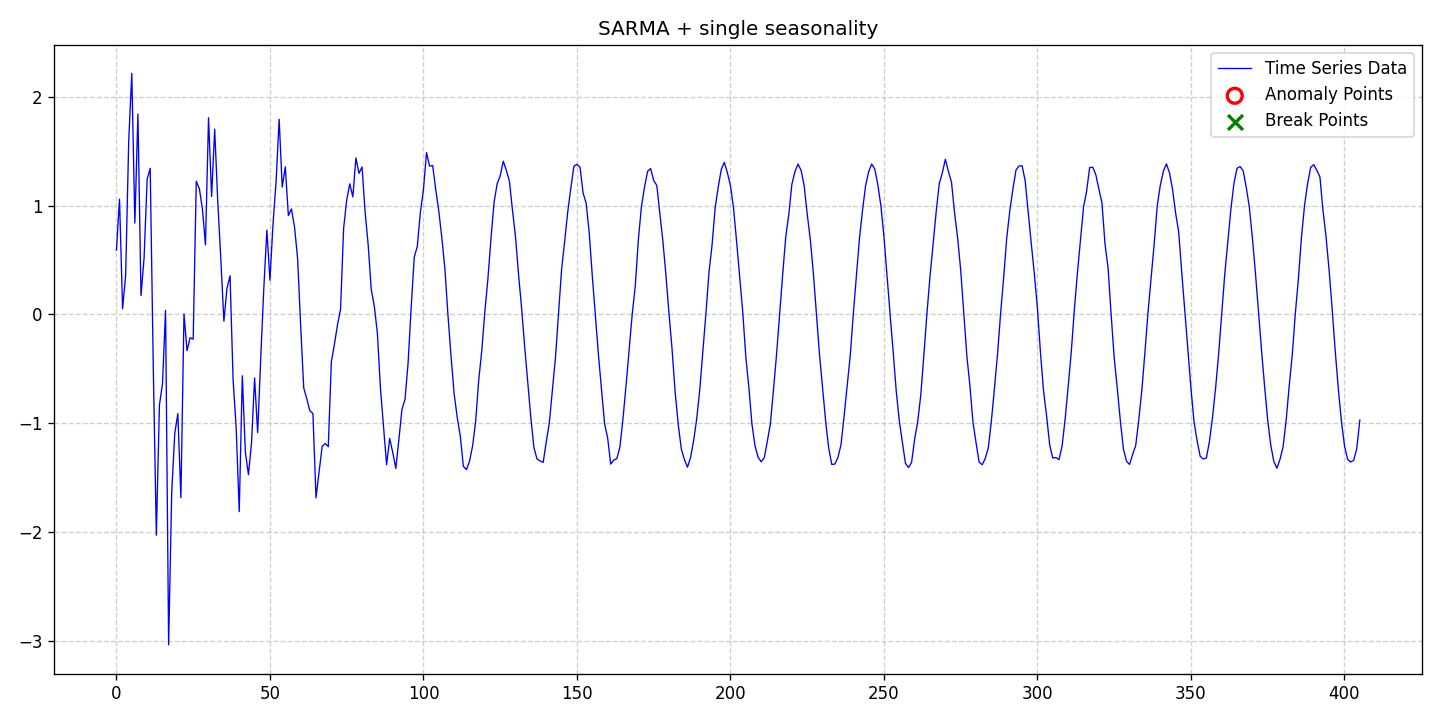 SARMA + single seasonality
Time Series Data
Anomaly Points
Break Points
2
1
0
−1
−2
−3
0 50 100 150 200 250 300 350 400